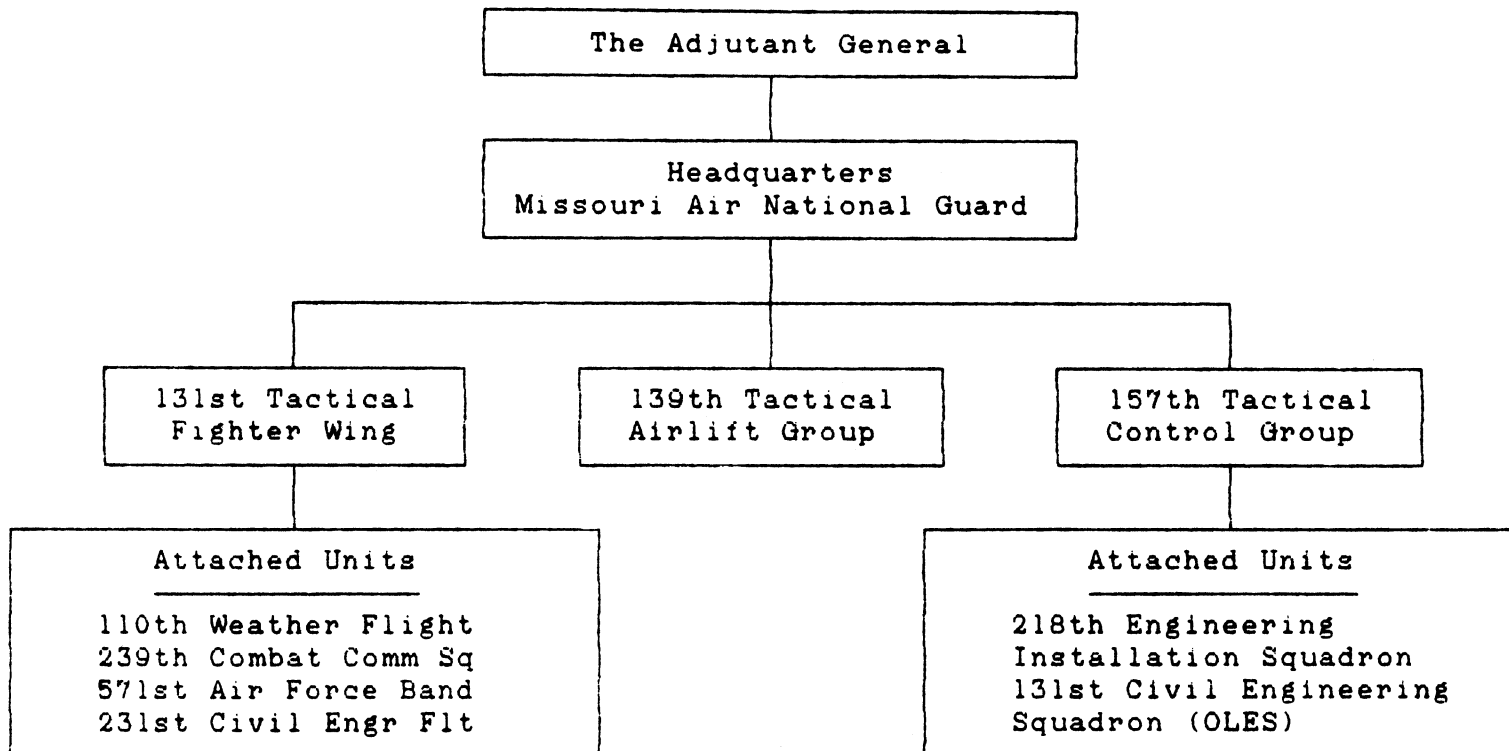 The Adjutant General
Headquarters
Missouri Air National Guard
131st Tactical
Fighter Wing
139th Tactical
Airlift Group
157th Tactical
Control Group
Attached Units
110th Weather Flight
239th Combat Comm Sq
571st Air Force Band
231st Civil Engr Flt
Attached Units
218th Engineering
Installation Squadron
131st Civil Engineering
Squadron (OLES)